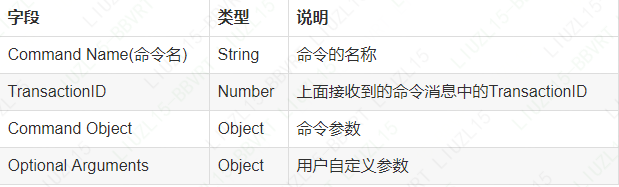 字段 类型 说明
Command Name(命令名) String 命令的名称
TransactionID Number 上面接收到的命令消息中的TransactionID
Command Object Object 命令参数
Optional Arguments Object 用户自定义参数